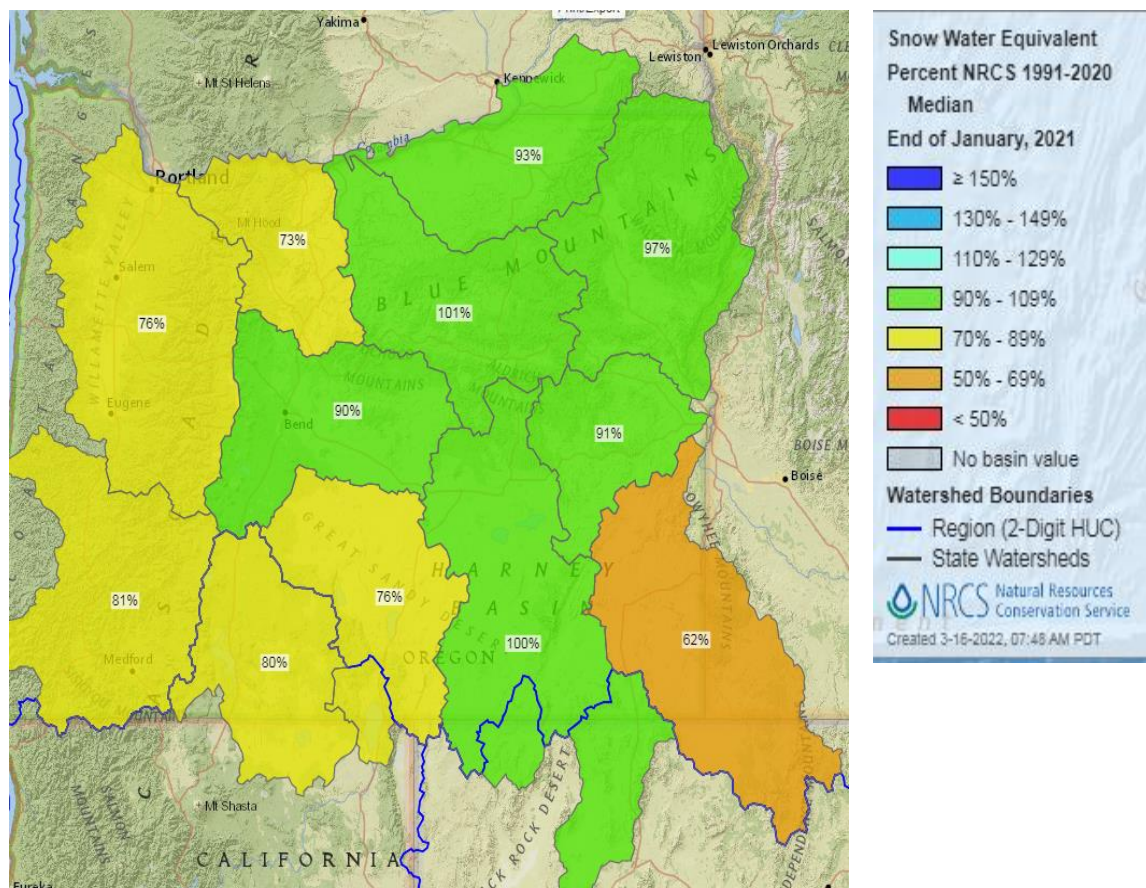 Yakima
Lewiston Orchards
Lewiston
Mt St Helens
Kennewick
Columbia
93%
Portland
Mt Hood
73%
97%
BLUE MOUNTAINS
Salem
WILLAMETTE VALLEY
76%
101%
MOUNTAINS
90%
MOUNTAINS
Eugene
Bend
91%
BOISE
Boise
GREAT SANDY DESERT
HARNEY BASIN
OWYHEE MOUNTAINS
76%
81%
OREGON
100%
62%
80%
Medford
Mt Shasta
SALMON MOUNTAINS
CALIFORNIA
ROCK DESERT
Eureka
Snow Water Equivalent
Percent NRCS 1991-2020
Median
End of January, 2021
≥ 150%
130% - 149%
110% - 129%
90% - 109%
70% - 89%
50% - 69%
< 50%
No basin value
Watershed Boundaries
Region (2-Digit HUC)
State Watersheds
NRCS Natural Resources
Conservation Service
Created 3-16-2022, 07:48 AM PDT